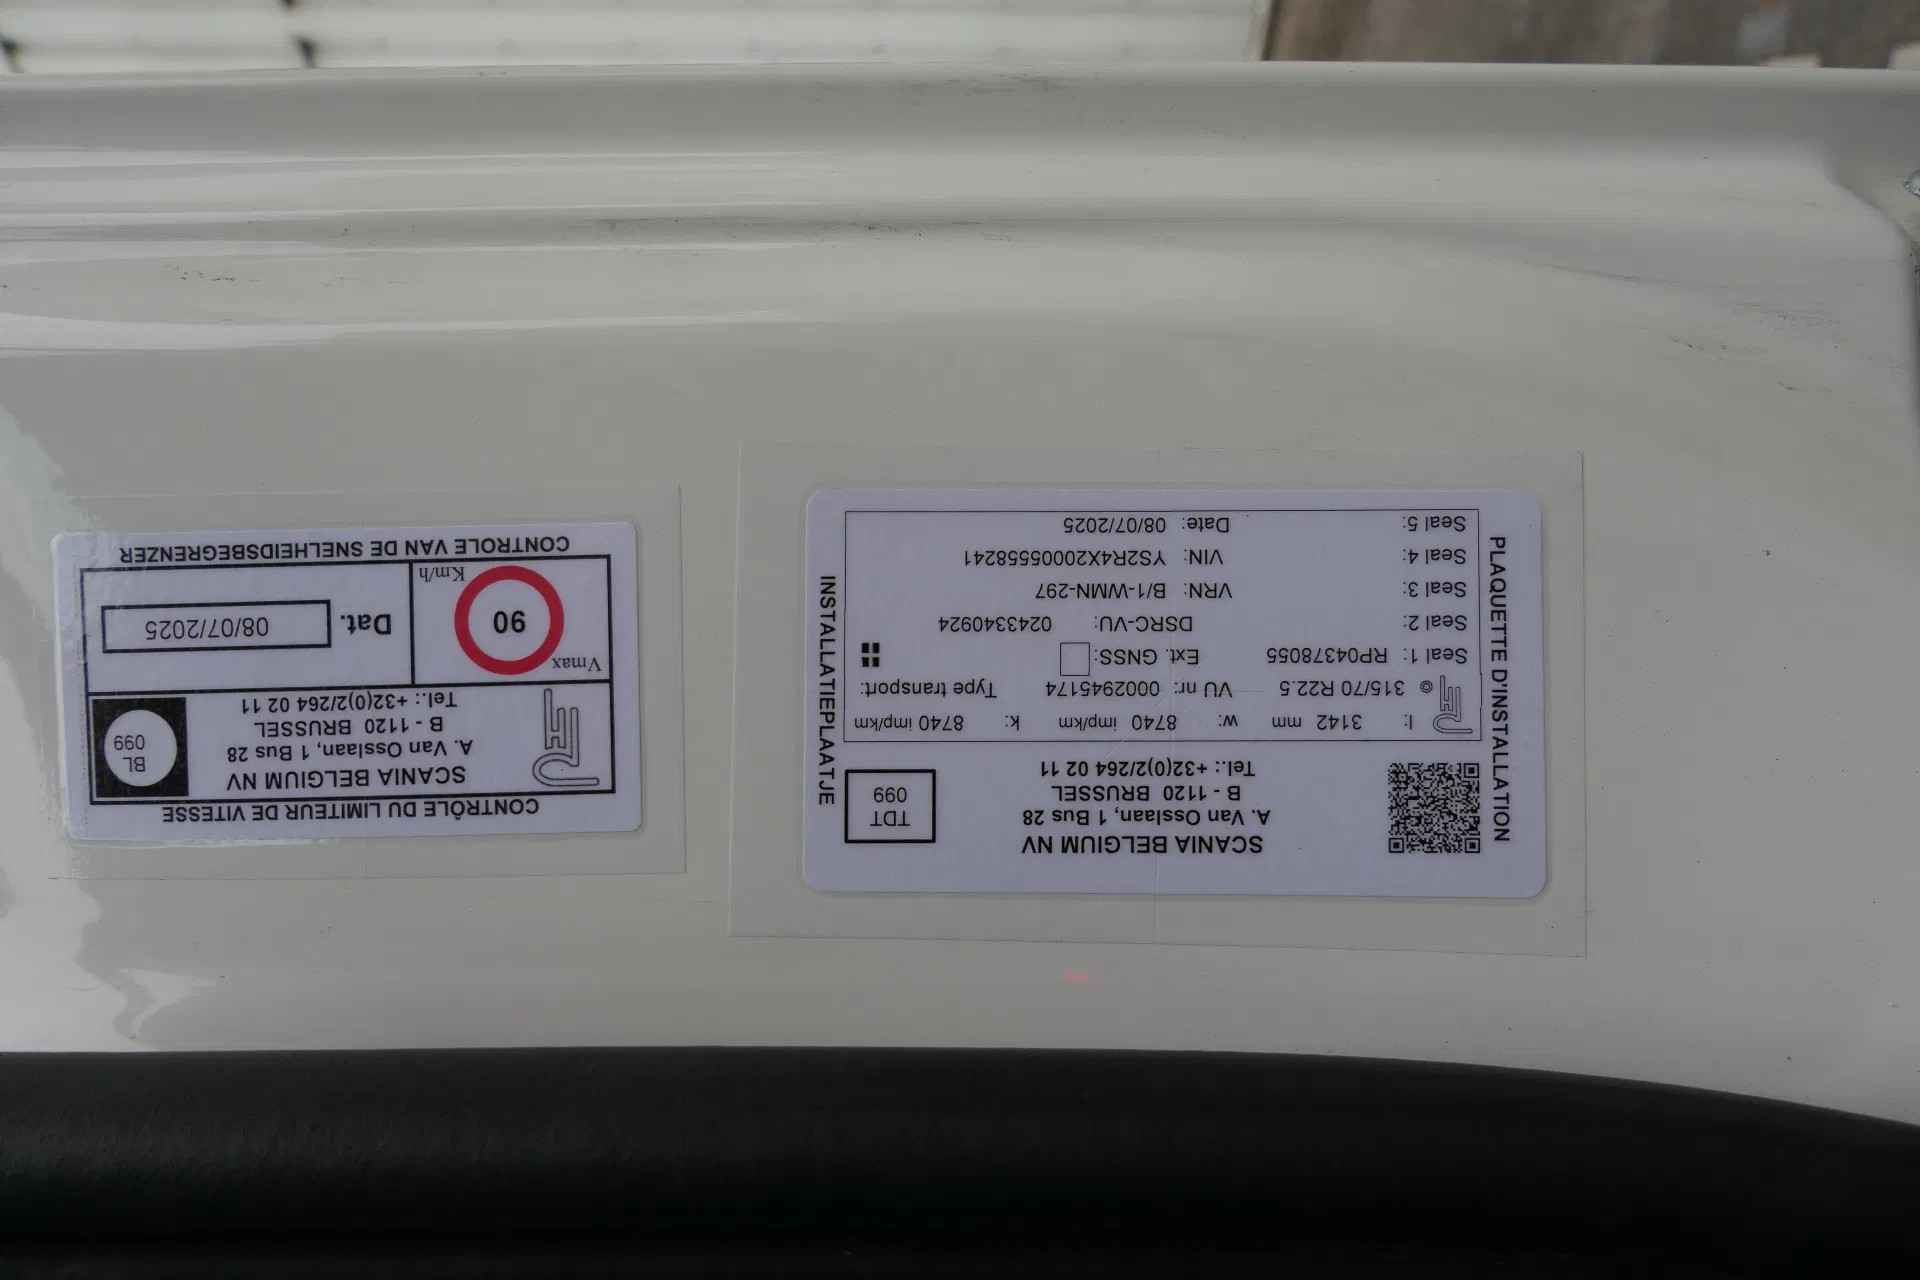 PLAQUETTE D'INSTALLATION
SCANIA BELGIUM NV
A. Van Osslaan, 1 Bus 28
B - 1120 BRUSSEL
Tel.: +32(0)2/264 02 11
TDT
099
l: 3142 mm w: 8740 imp/km k: 8740 imp/km
315/70 R22.5 VU nr: 0002945174 Type transport:
Seal 1: RP04378055 Ext. GNSS:
Seal 2: DSRC-VU: 0243340924
Seal 3: VRN: B/1-WMN-297
Seal 4: VIN: YS2R4X20005558241
Seal 5: Date: 08/07/2025
INSTALLATIEPLAATJE
CONTRÔLE DU LIMITEUR DE VITESSE
SCANIA BELGIUM NV
A. Van Osslaan, 1 Bus 28
B - 1120 BRUSSEL
Tel.: +32(0)2/264 02 11
BL
099
Vmax
90
Km/h
Dat. 08/07/2025
CONTROLE VAN DE SNELHEIDSBEGRENZER